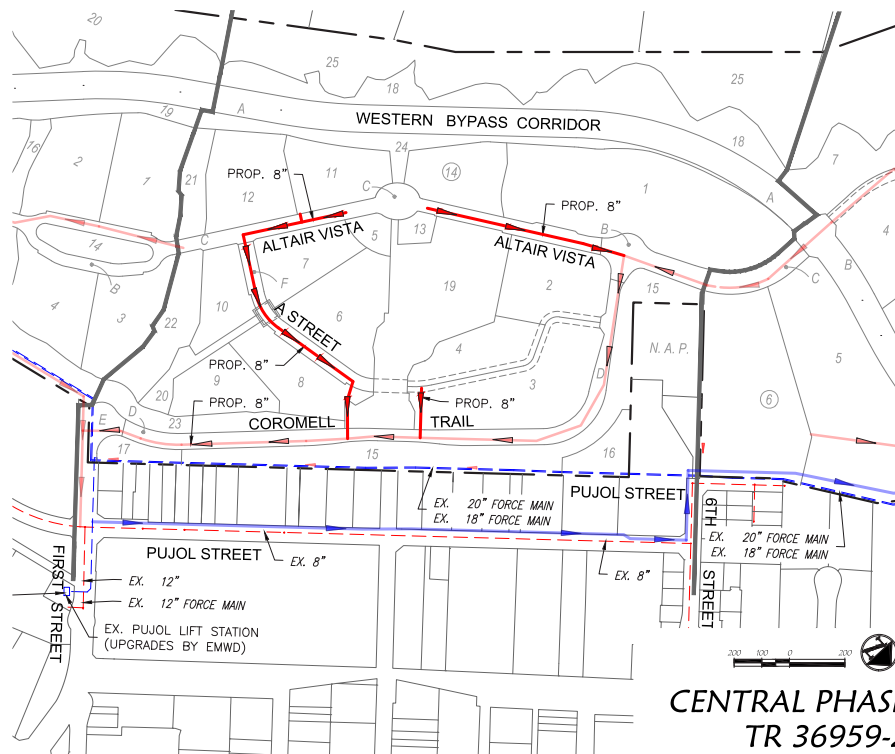 20
25
18
25
A
19
WESTERN BYPASS CORRIDOR
18
16
2
1
21
24
14
11
PROP. 8"
C
12
1
7
A
PROP. 8"
13
B
4
C
ALTAIR VISTA
5
ALTAIR VISTA
14
B
F
7
19
2
15
C
B
4
3
22
10
A STREET
6
4
N. A. P.
5
PROP. 8"
9
8
3
D
20
PROP. 8"
PROP. 8"
6
E
D
23
COROMELL
TRAIL
17
15
16
PUJOL STREET
EX. 20" FORCE MAIN
EX. 18" FORCE MAIN
6TH STREET
EX. 20" FORCE MAIN
EX. 18" FORCE MAIN
PUJOL STREET
EX. 8"
EX. 8"
FIRST STREET
EX. 12"
EX. 12" FORCE MAIN
EX. PUJOL LIFT STATION
(UPGRADES BY EMWD)
200 100 0 200
CENTRAL PHASE
TR 36959-